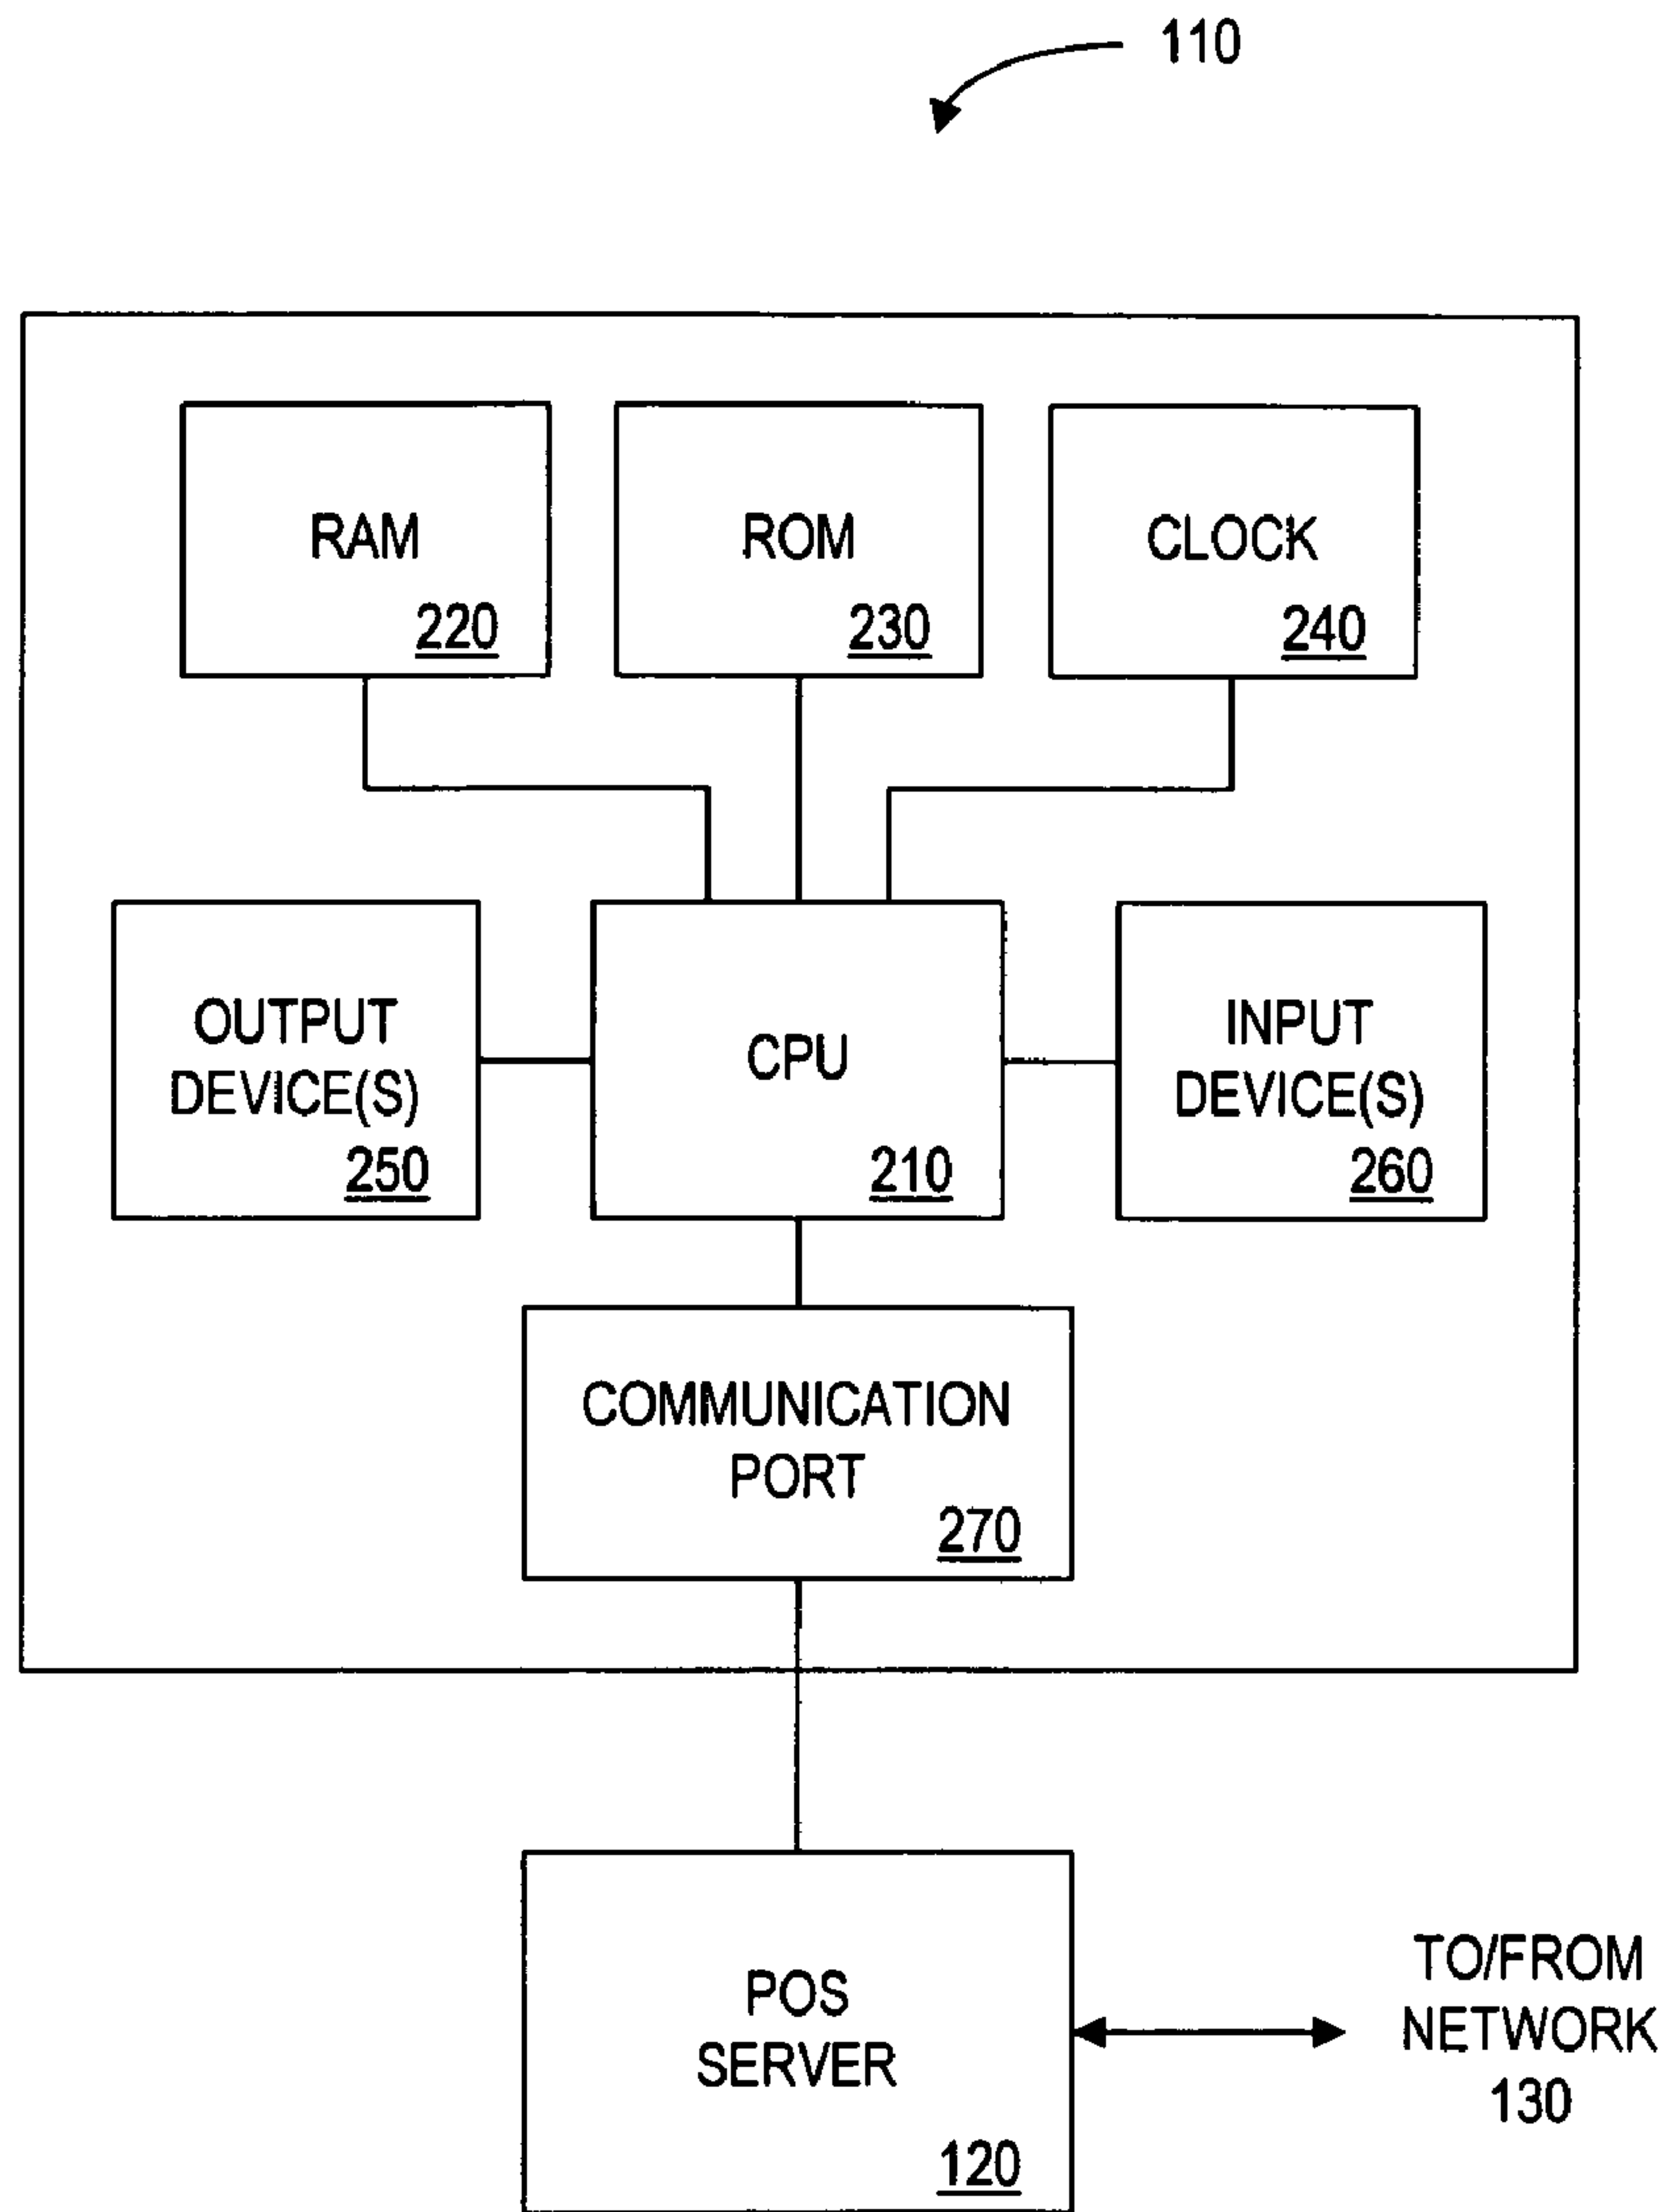 110
RAM
220
ROM
230
CLOCK
240
OUTPUT
DEVICE(S)
250
CPU
210
INPUT
DEVICE(S)
260
COMMUNICATION
PORT
270
POS
SERVER
120
TO/FROM
NETWORK
130